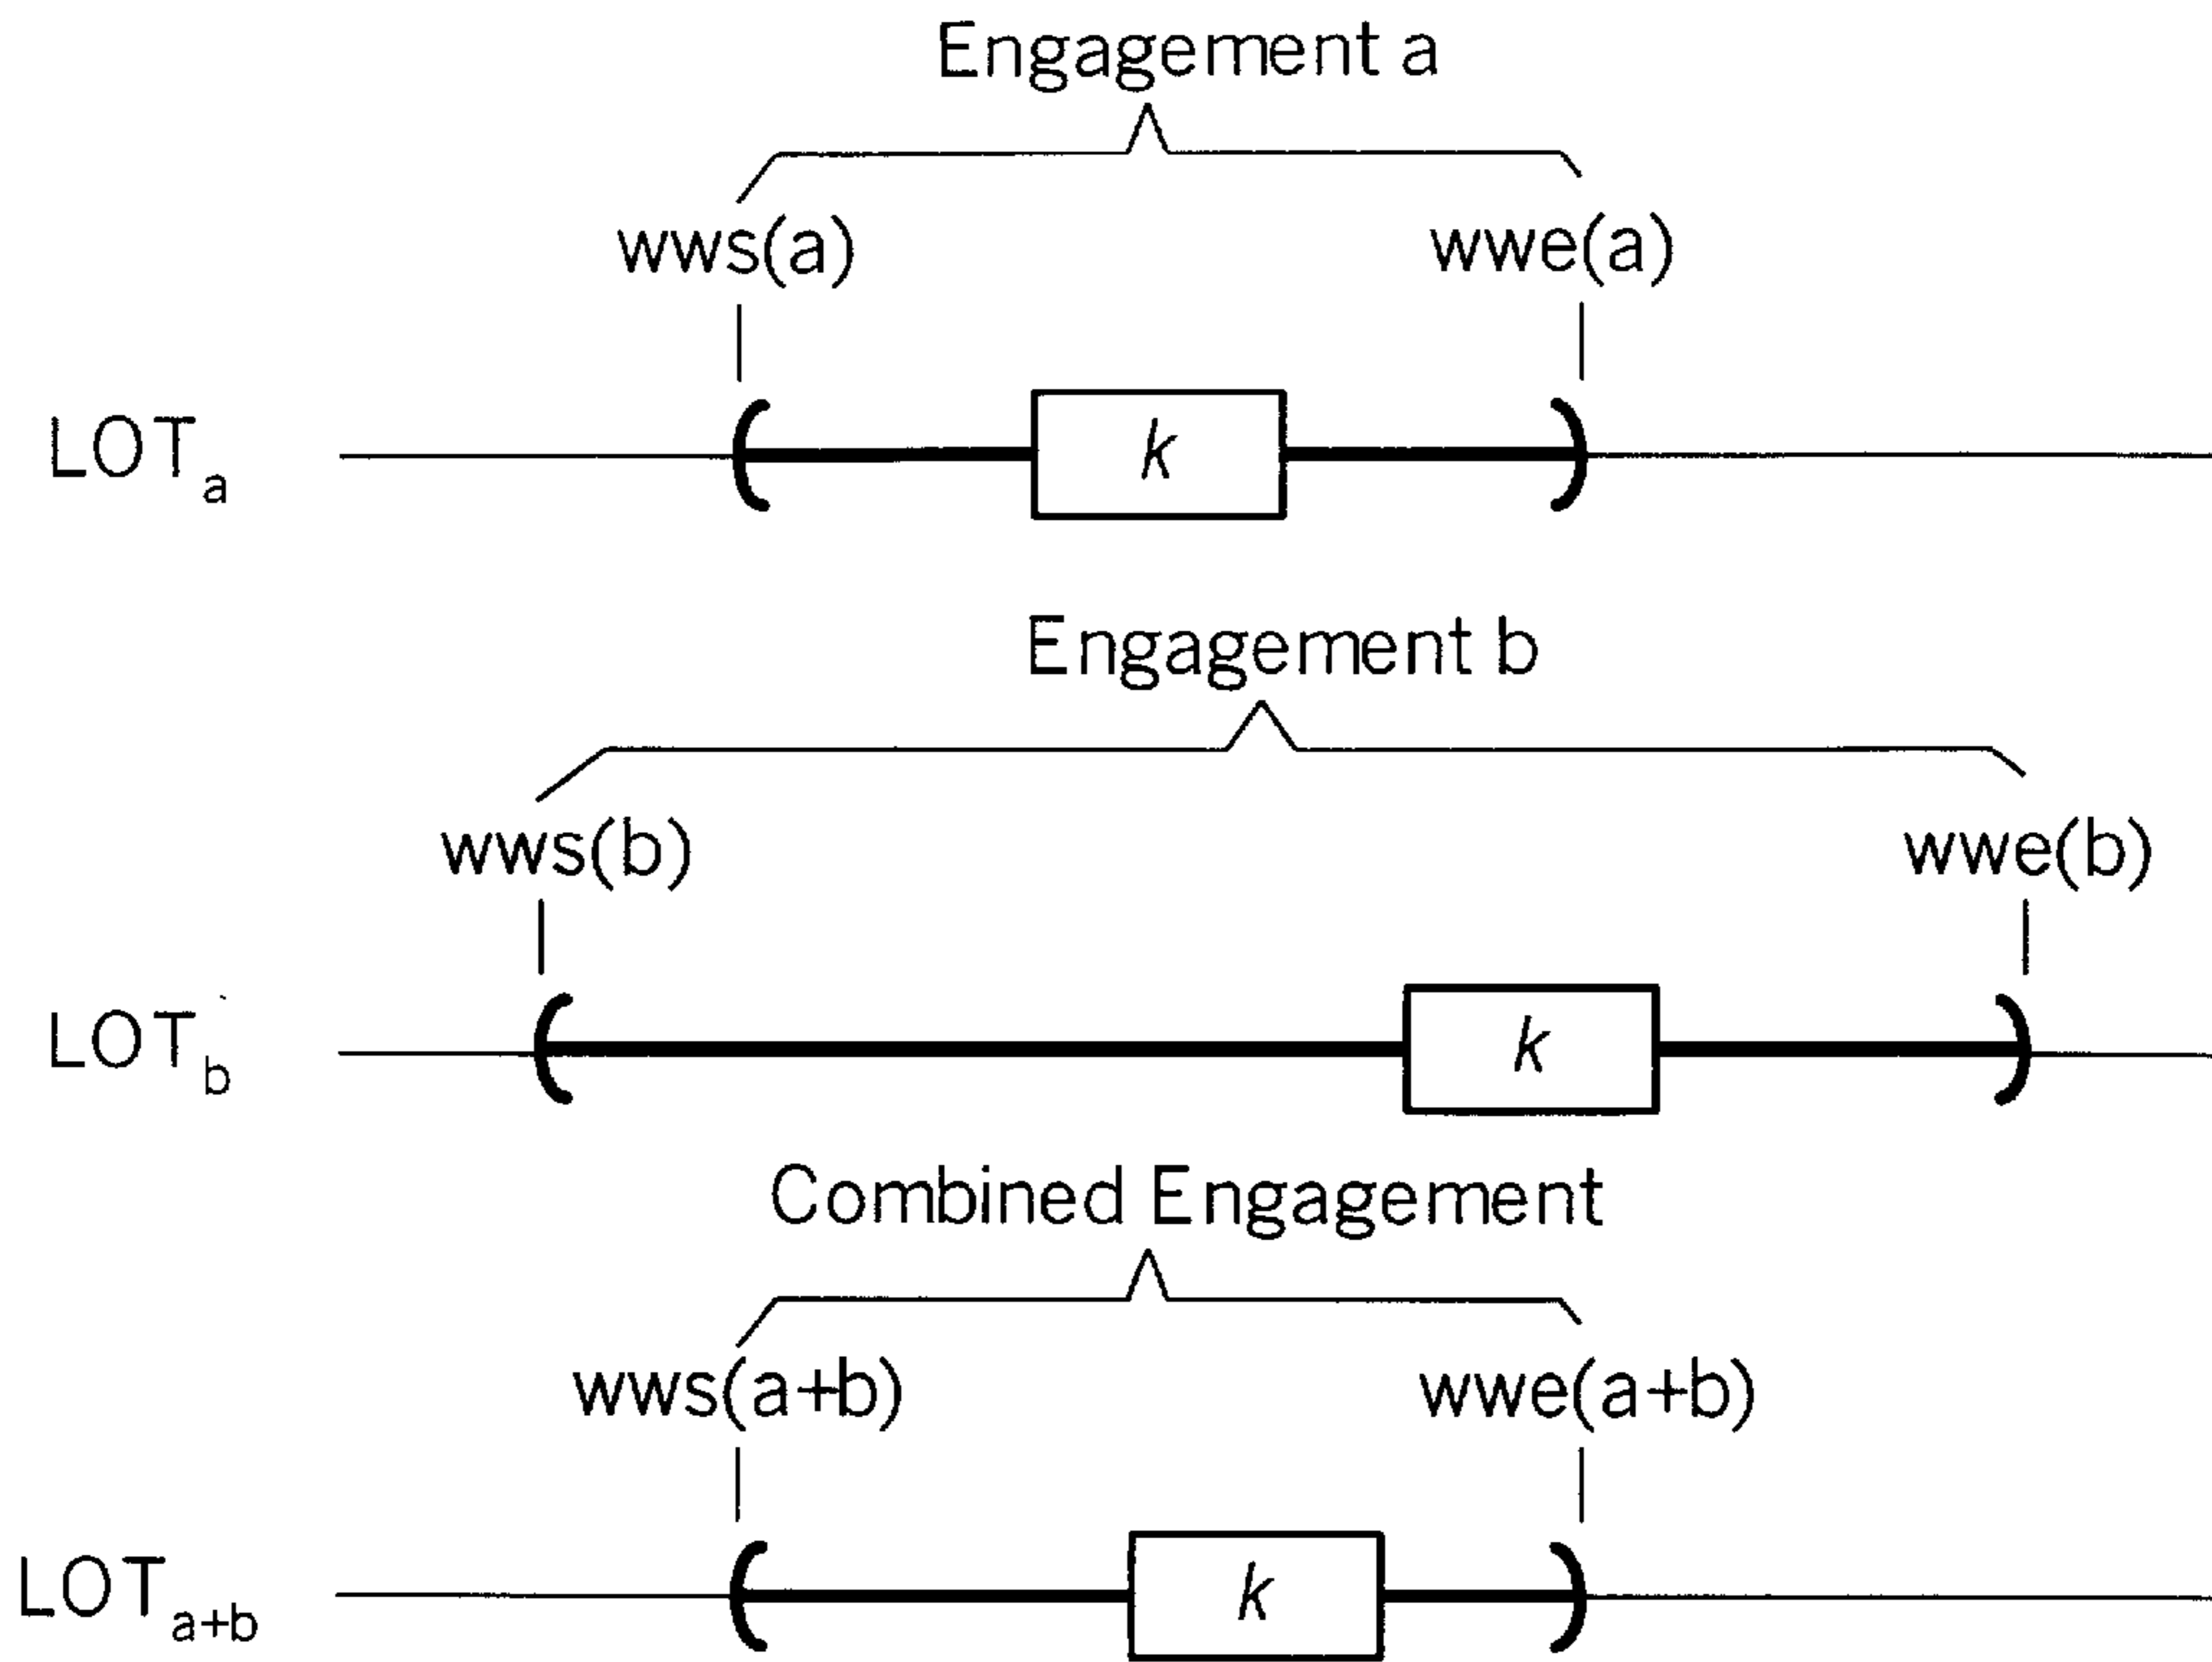 Engagement a
wws(a) wwe(a)
LOTa k
Engagement b
wws(b) wwe(b)
LOTb k
Combined Engagement
wws(a+b) wwe(a+b)
LOTa+b k